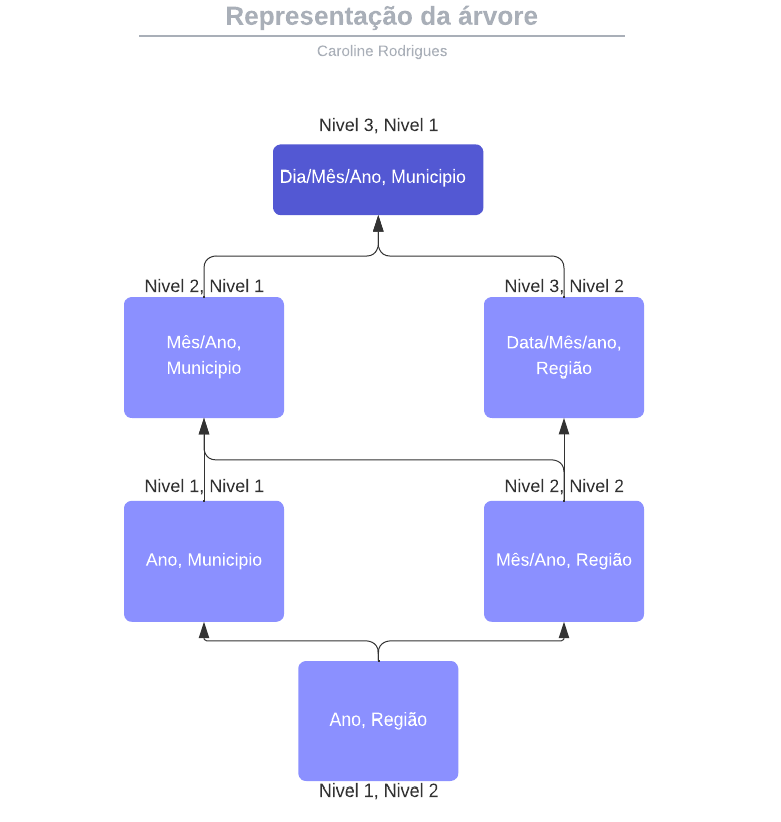 Representação da árvore
Caroline Rodrigues
Nivel 3, Nivel 1
Dia/Mês/Ano, Municipio
Nivel 2, Nivel 1
Mês/Ano,
Municipio
Nivel 3, Nivel 2
Data/Mês/ano,
Região
Nivel 1, Nivel 1
Ano, Municipio
Nivel 2, Nivel 2
Mês/Ano, Região
Ano, Região
Nivel 1, Nivel 2